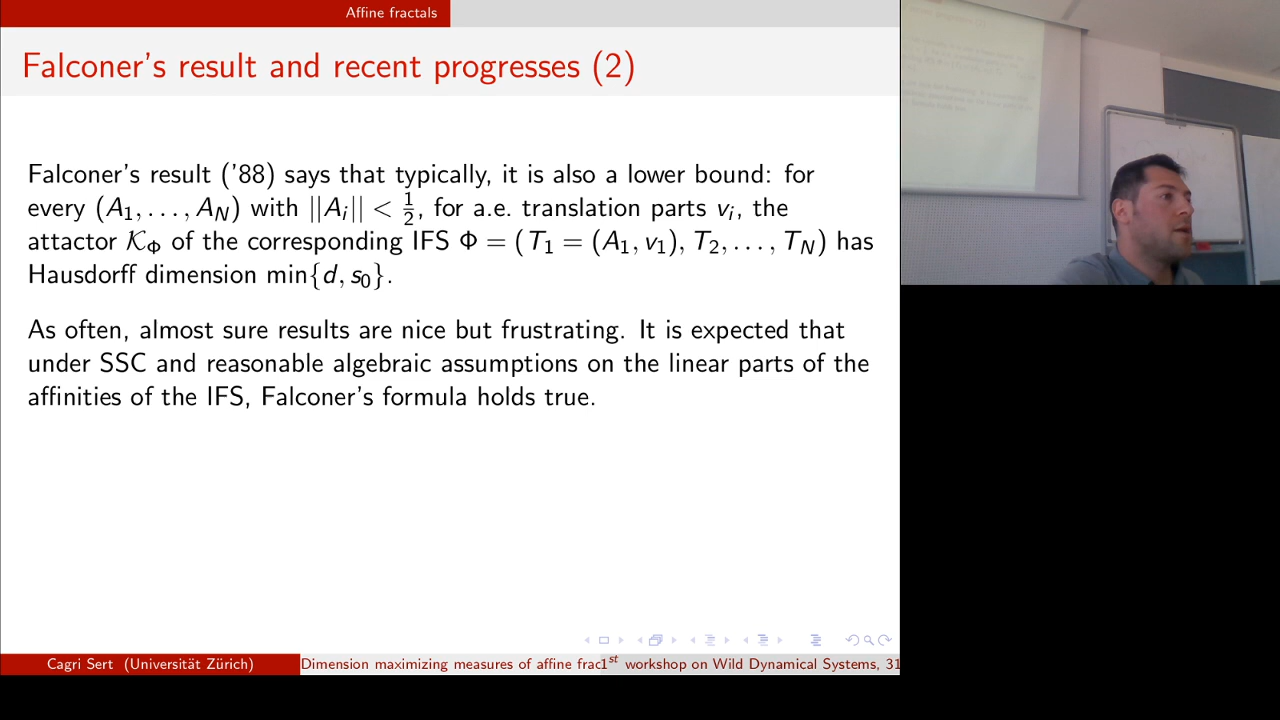 Affine fractals
Falconer's result and recent progresses (2)
Falconer's result ('88) says that typically, it is also a lower bound: for
every (A₁, . . . , A_N) with ||A_i|| < 1/2, for a.e. translation parts v_i, the
attactor K_Φ of the corresponding IFS Φ = (T₁ = (A₁, v₁), T₂, . . . , T_N) has
Hausdorff dimension min{d, s₀}.
As often, almost sure results are nice but frustrating. It is expected that
under SSC and reasonable algebraic assumptions on the linear parts of the
affinities of the IFS, Falconer's formula holds true.
Cagri Sert (Universität Zürich)
Dimension maximizing measures of affine frac
1st workshop on Wild Dynamical Systems, 31